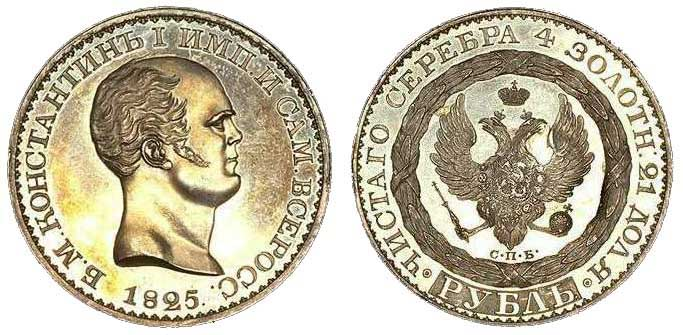 Б.М. КОНСТАНТИНЪ I ИМП. И САМ. ВСЕРОСС.
1825.
ЧИСТАГО СЕРЕБРА 4 ЗОЛОТН. 21 ДОЛЯ
С·П·Б·
РУБЛЬ